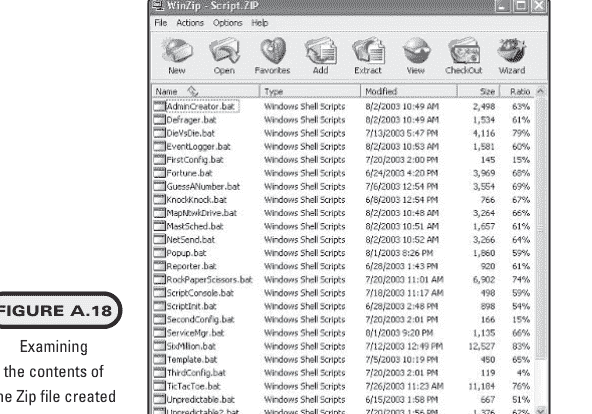 WinZip - Script.ZIP
File Actions Options Help
New Open Favorites Add Extract View CheckOut Wizard
Name Type Modified Size Ratio
AdminCreator.bat Windows Shell Scripts 8/2/2003 10:49 AM 2,498 63%
Defrager.bat Windows Shell Scripts 8/2/2003 10:49 AM 1,534 61%
DieVsDie.bat Windows Shell Scripts 7/13/2003 5:47 PM 4,116 79%
EventLogger.bat Windows Shell Scripts 8/2/2003 10:53 AM 1,581 60%
FirstConfig.bat Windows Shell Scripts 7/20/2003 2:00 PM 145 15%
Fortune.bat Windows Shell Scripts 6/24/2003 4:20 PM 3,969 68%
GuessANumber.bat Windows Shell Scripts 7/6/2003 12:54 PM 3,554 69%
KnockKnock.bat Windows Shell Scripts 6/8/2003 12:54 PM 766 67%
MapNtwkDrive.bat Windows Shell Scripts 8/2/2003 10:48 AM 3,264 66%
MastSched.bat Windows Shell Scripts 8/2/2003 10:51 AM 1,657 61%
NetSend.bat Windows Shell Scripts 8/2/2003 10:52 AM 3,266 64%
Popup.bat Windows Shell Scripts 8/1/2003 8:26 PM 1,860 59%
Reporter.bat Windows Shell Scripts 6/28/2003 1:43 PM 920 61%
RockPaperScissors.bat Windows Shell Scripts 7/20/2003 11:01 AM 6,902 74%
ScriptConsole.bat Windows Shell Scripts 7/18/2003 11:17 AM 498 59%
ScriptInit.bat Windows Shell Scripts 6/28/2003 2:48 PM 898 54%
SecondConfig.bat Windows Shell Scripts 7/20/2003 2:01 PM 166 15%
ServiceMgr.bat Windows Shell Scripts 8/1/2003 9:20 PM 1,135 66%
SixMillion.bat Windows Shell Scripts 7/12/2003 12:49 PM 12,527 83%
Template.bat Windows Shell Scripts 7/5/2003 10:19 PM 450 65%
ThirdConfig.bat Windows Shell Scripts 7/20/2003 2:01 PM 119 4%
TicTacToe.bat Windows Shell Scripts 7/26/2003 11:23 AM 11,184 76%
Unpredictable.bat Windows Shell Scripts 6/15/2003 1:58 PM 667 51%
Unpredictable2.bat Windows Shell Scripts 7/20/2003 1:56 PM 1,376 62%
FIGURE A.18
Examining
the contents of
he Zip file created